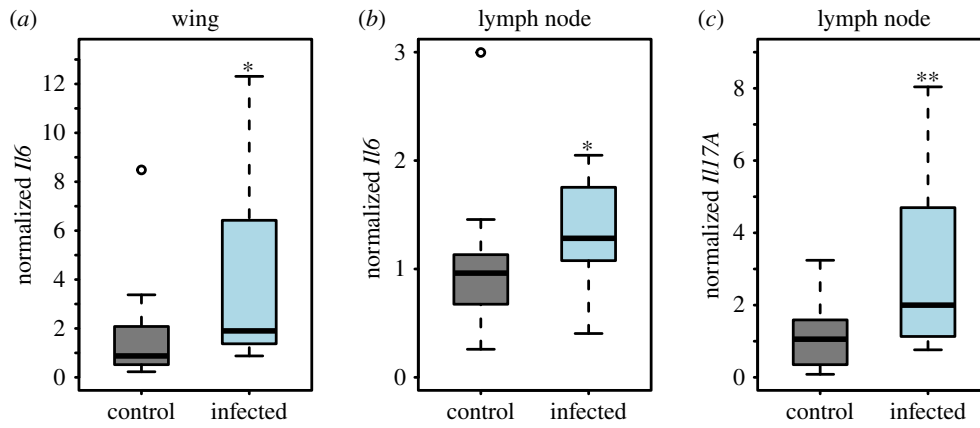 (a) wing
normalized Il6
12
10
8
6
4
2
0
*
control infected
(b) lymph node
normalized Il6
3
2
1
0
*
control infected
(c) lymph node
normalized Il17A
8
6
4
2
0
**
control infected